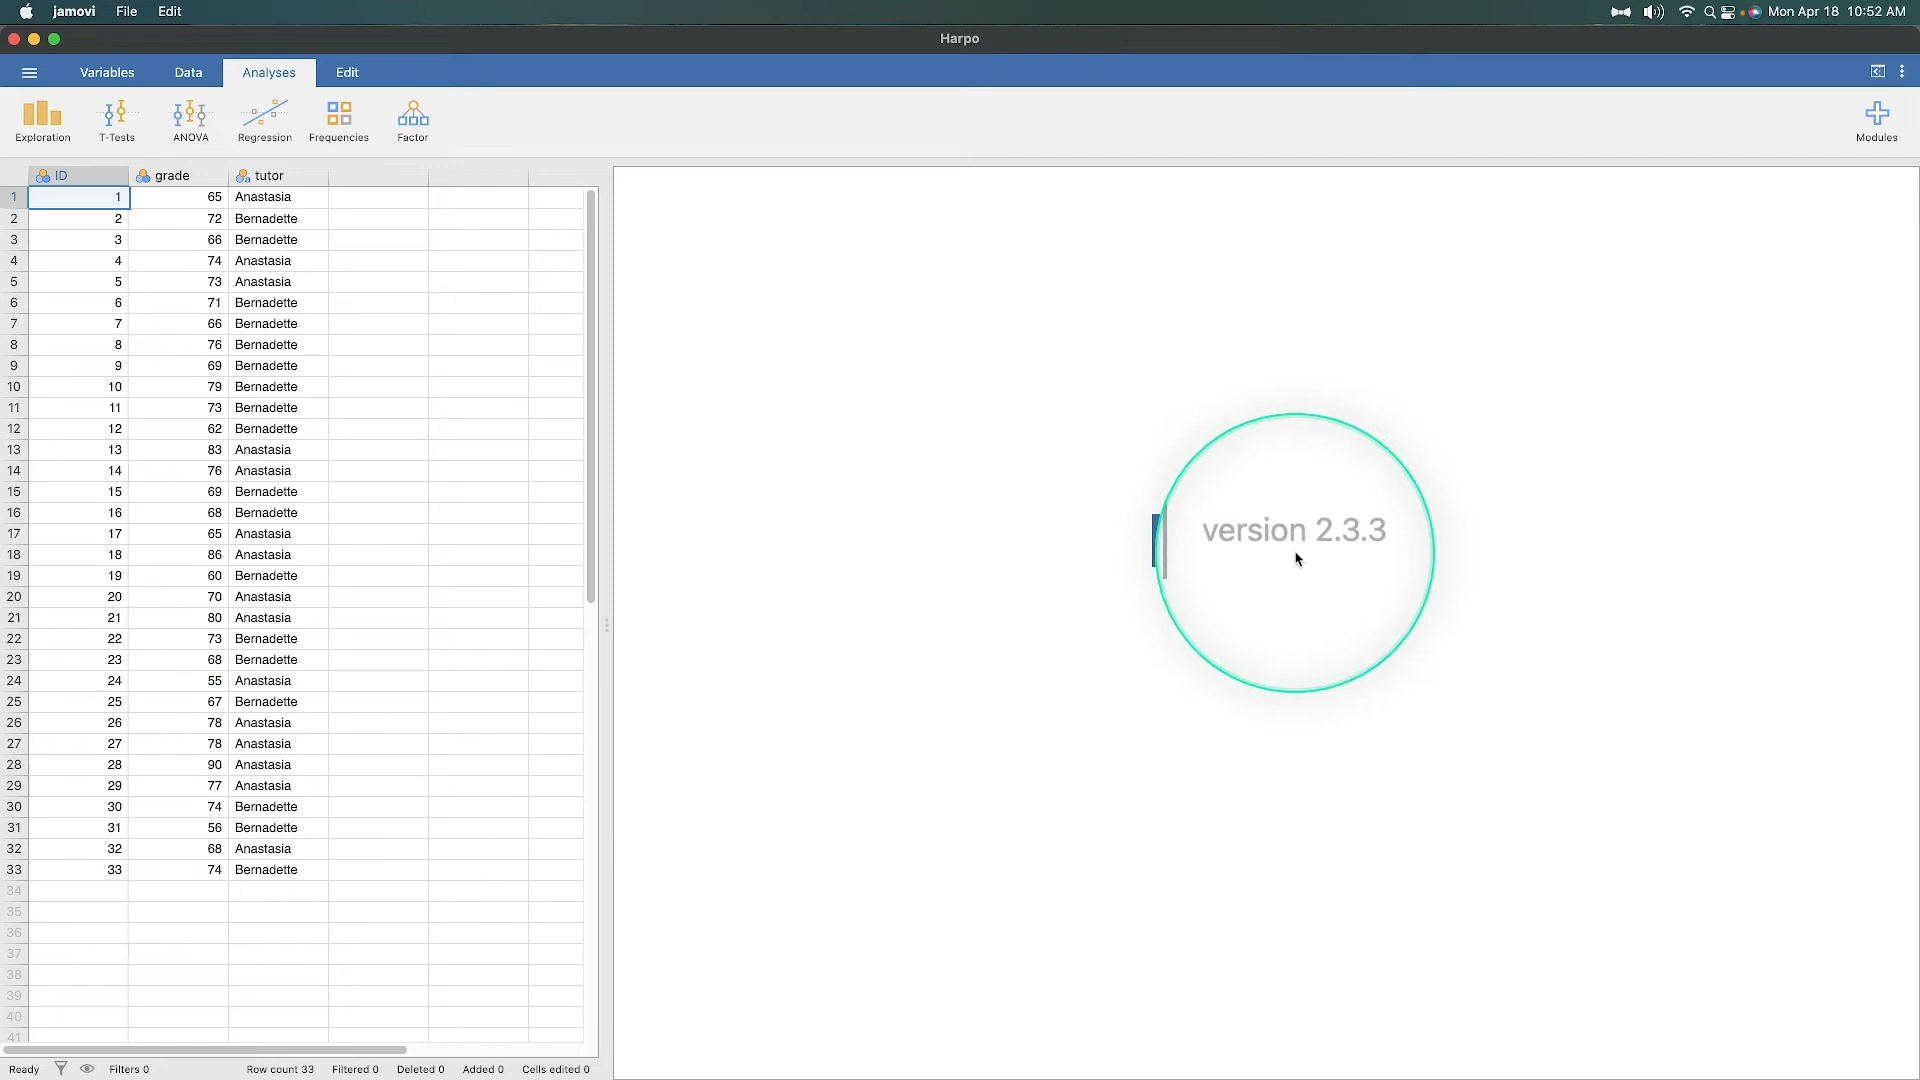 jamovi File Edit Mon Apr 18 10:52 AM
Harpo
Variables Data Analyses Edit
Exploration T-Tests ANOVA Regression Frequencies Factor Modules
ID grade tutor
1 1 65 Anastasia
2 2 72 Bernadette
3 3 66 Bernadette
4 4 74 Anastasia
5 5 73 Anastasia
6 6 71 Bernadette
7 7 66 Bernadette
8 8 76 Bernadette
9 9 69 Bernadette
10 10 79 Bernadette
11 11 73 Bernadette
12 12 62 Bernadette
13 13 83 Anastasia
14 14 76 Anastasia
15 15 69 Bernadette
16 16 68 Bernadette
17 17 65 Anastasia
18 18 86 Anastasia
19 19 60 Bernadette
20 20 70 Anastasia
21 21 80 Anastasia
22 22 73 Bernadette
23 23 68 Bernadette
24 24 55 Anastasia
25 25 67 Bernadette
26 26 78 Anastasia
27 27 78 Anastasia
28 28 90 Anastasia
29 29 77 Anastasia
30 30 74 Bernadette
31 31 56 Bernadette
32 32 68 Anastasia
33 33 74 Bernadette
34
35
36
37
38
39
40
41
version 2.3.3
Ready Filters 0 Row count 33 Filtered 0 Deleted 0 Added 0 Cells edited 0